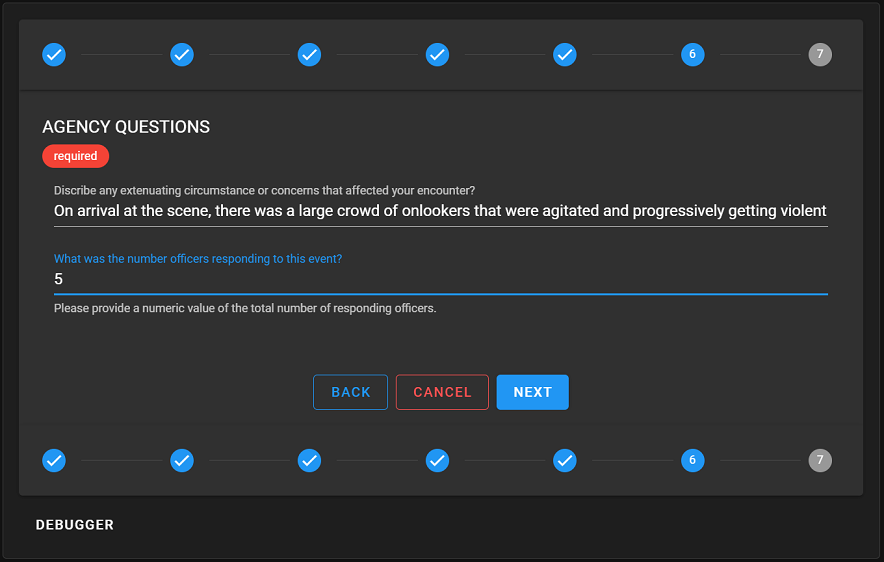 6
7
AGENCY QUESTIONS
required
Discribe any extenuating circumstance or concerns that affected your encounter?
On arrival at the scene, there was a large crowd of onlookers that were agitated and progressively getting violent
What was the number officers responding to this event?
5
Please provide a numeric value of the total number of responding officers.
BACK CANCEL NEXT
6
7
DEBUGGER